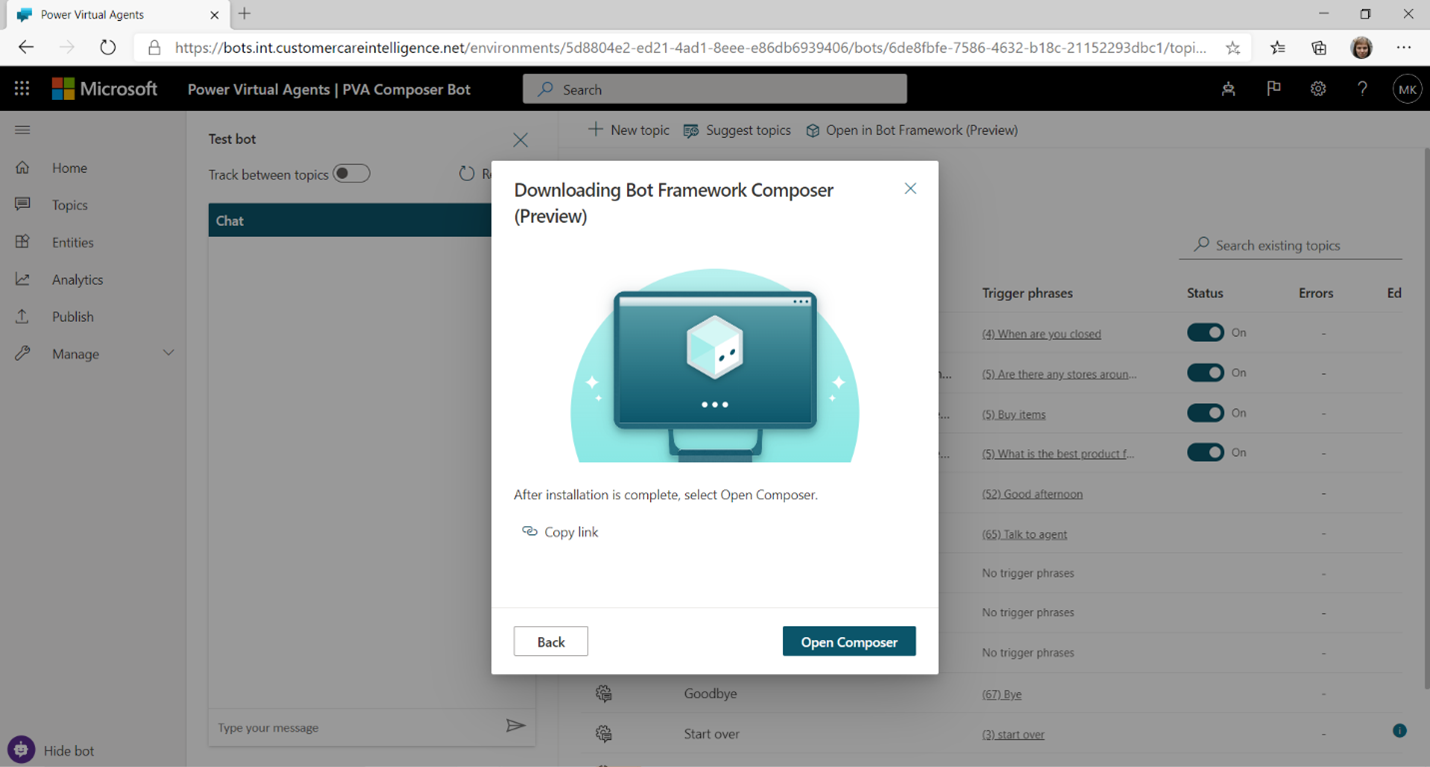 Power Virtual Agents
https://bots.int.customercareintelligence.net/environments/5d8804e2-ed21-4ad1-8eee-e86db6939406/bots/6de8fbfe-7586-4632-b18c-21152293dbc1/topi...
Microsoft
Power Virtual Agents | PVA Composer Bot
Search
MK
Home
Topics
Entities
Analytics
Publish
Manage
Hide bot
Test bot
Track between topics
Chat
Type your message
New topic
Suggest topics
Open in Bot Framework (Preview)
Downloading Bot Framework Composer
(Preview)
After installation is complete, select Open Composer.
Copy link
Back
Open Composer
Search existing topics
Trigger phrases Status Errors Ed
(4) When are you closed On -
(5) Are there any stores aroun... On -
(5) Buy items On -
(5) What is the best product f... On -
(52) Good afternoon -
(65) Talk to agent -
No trigger phrases -
No trigger phrases -
No trigger phrases -
Goodbye (67) Bye -
Start over (3) start over -